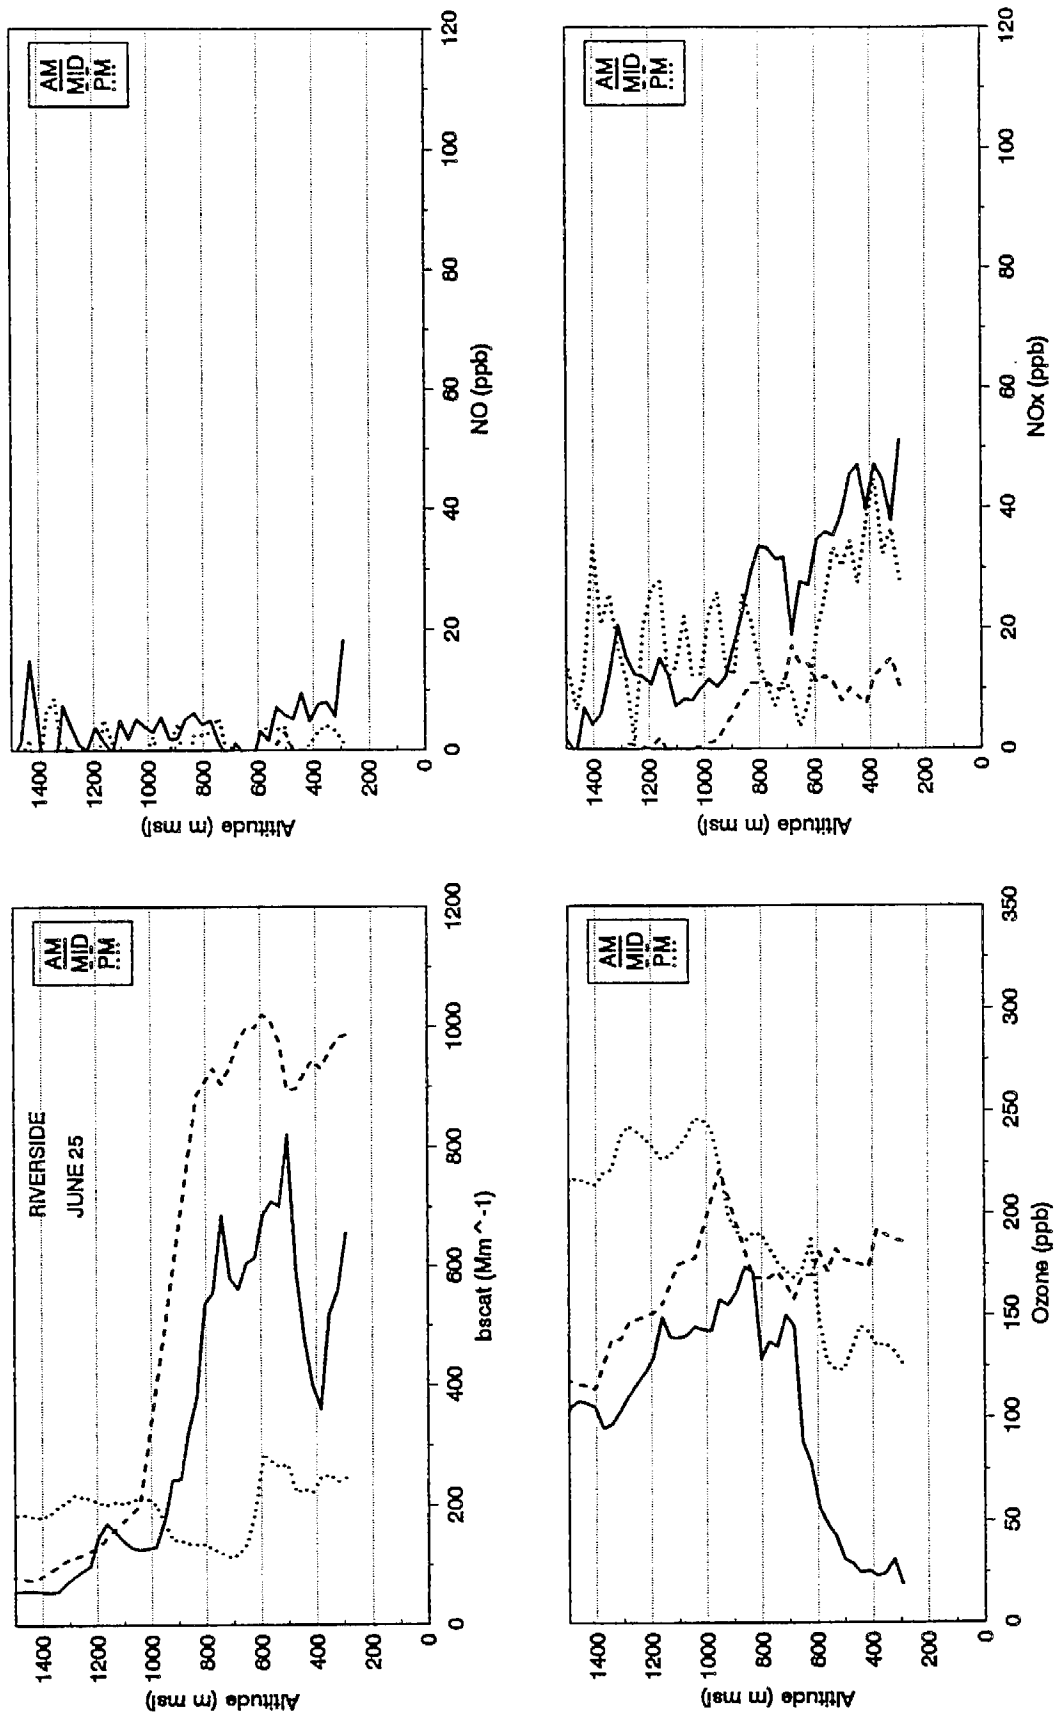 RIVERSIDE
JUNE 25
AM
MID
PM
Altitude (m msl)
1400
1200
1000
800
600
400
200
0
0
200
400
600
800
1000
1200
bscat (Mm^-1)
AM
MID
PM
Altitude (m msl)
1400
1200
1000
800
600
400
200
0
0
20
40
60
80
100
120
NO (ppb)
AM
MID
PM
Altitude (m msl)
1400
1200
1000
800
600
400
200
0
0
50
100
150
200
250
300
350
Ozone (ppb)
AM
MID
PM
Altitude (m msl)
1400
1200
1000
800
600
400
200
0
0
20
40
60
80
100
120
NOx (ppb)